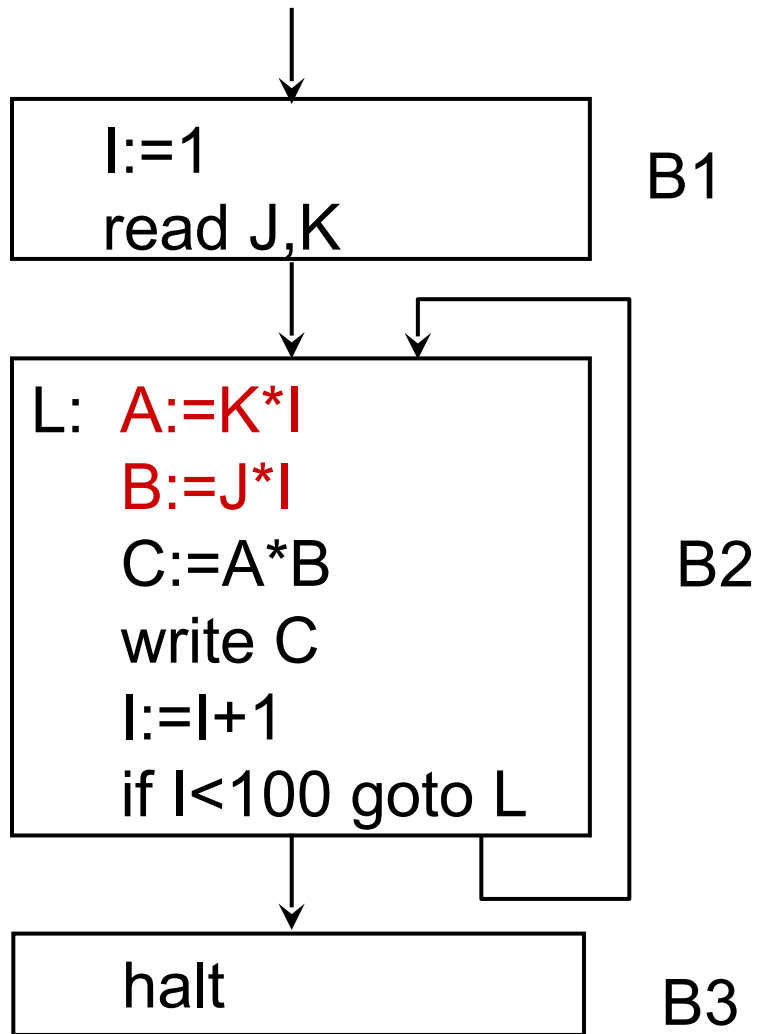 I:=1
read J,K
B1
L: A:=K*I
B:=J*I
C:=A*B
write C
I:=I+1
if I<100 goto L
B2
halt
B3